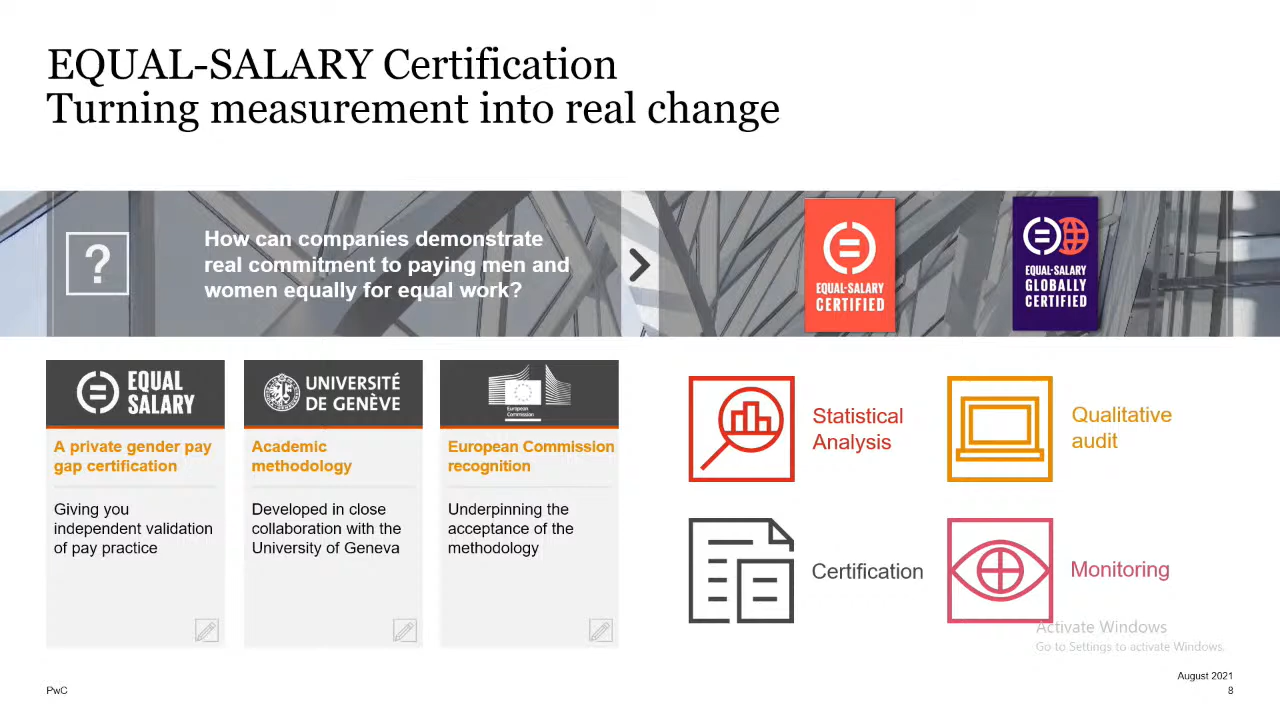 EQUAL-SALARY Certification
Turning measurement into real change
?
How can companies demonstrate
real commitment to paying men and
women equally for equal work?
EQUAL-SALARY
CERTIFIED
EQUAL-SALARY
GLOBALLY
CERTIFIED
EQUAL
SALARY
A private gender pay
gap certification
Giving you
independent validation
of pay practice
UNIVERSITÉ
DE GENÈVE
Academic
methodology
Developed in close
collaboration with the
University of Geneva
European
Commission
European Commission
recognition
Underpinning the
acceptance of the
methodology
Statistical
Analysis
Qualitative
audit
Certification
Monitoring
Activate Windows
Go to Settings to activate Windows.
PwC
August 2021
8